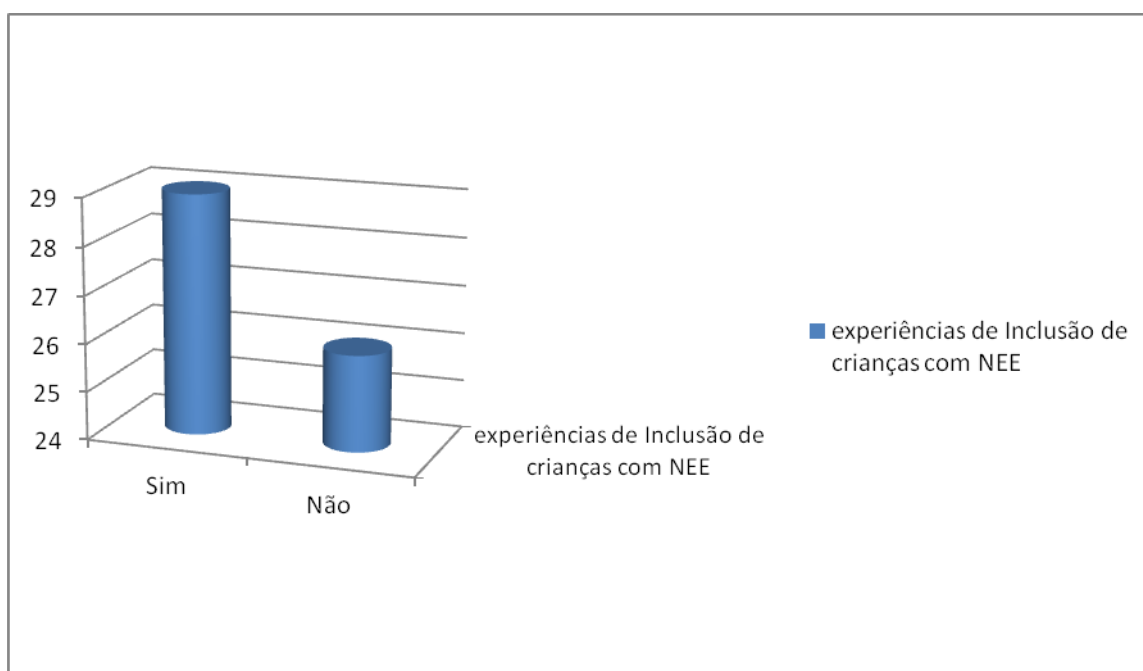 29
28
27
26
25
24
Sim
Não
experiências de Inclusão de
crianças com NEE
experiências de Inclusão de
crianças com NEE